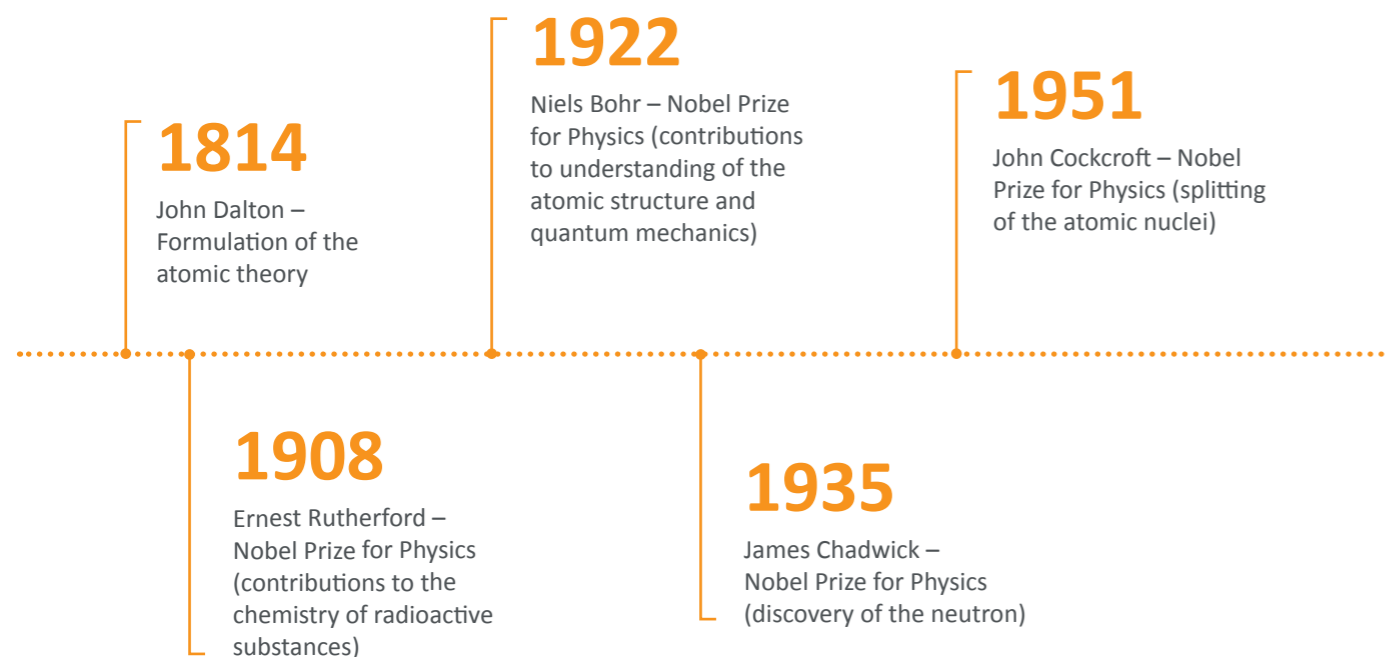 1814
John Dalton –
Formulation of the
atomic theory
1908
Ernest Rutherford –
Nobel Prize for Physics
(contributions to the
chemistry of radioactive
substances)
1922
Niels Bohr – Nobel Prize
for Physics (contributions
to understanding of the
atomic structure and
quantum mechanics)
1935
James Chadwick –
Nobel Prize for Physics
(discovery of the neutron)
1951
John Cockcroft – Nobel
Prize for Physics (splitting
of the atomic nuclei)